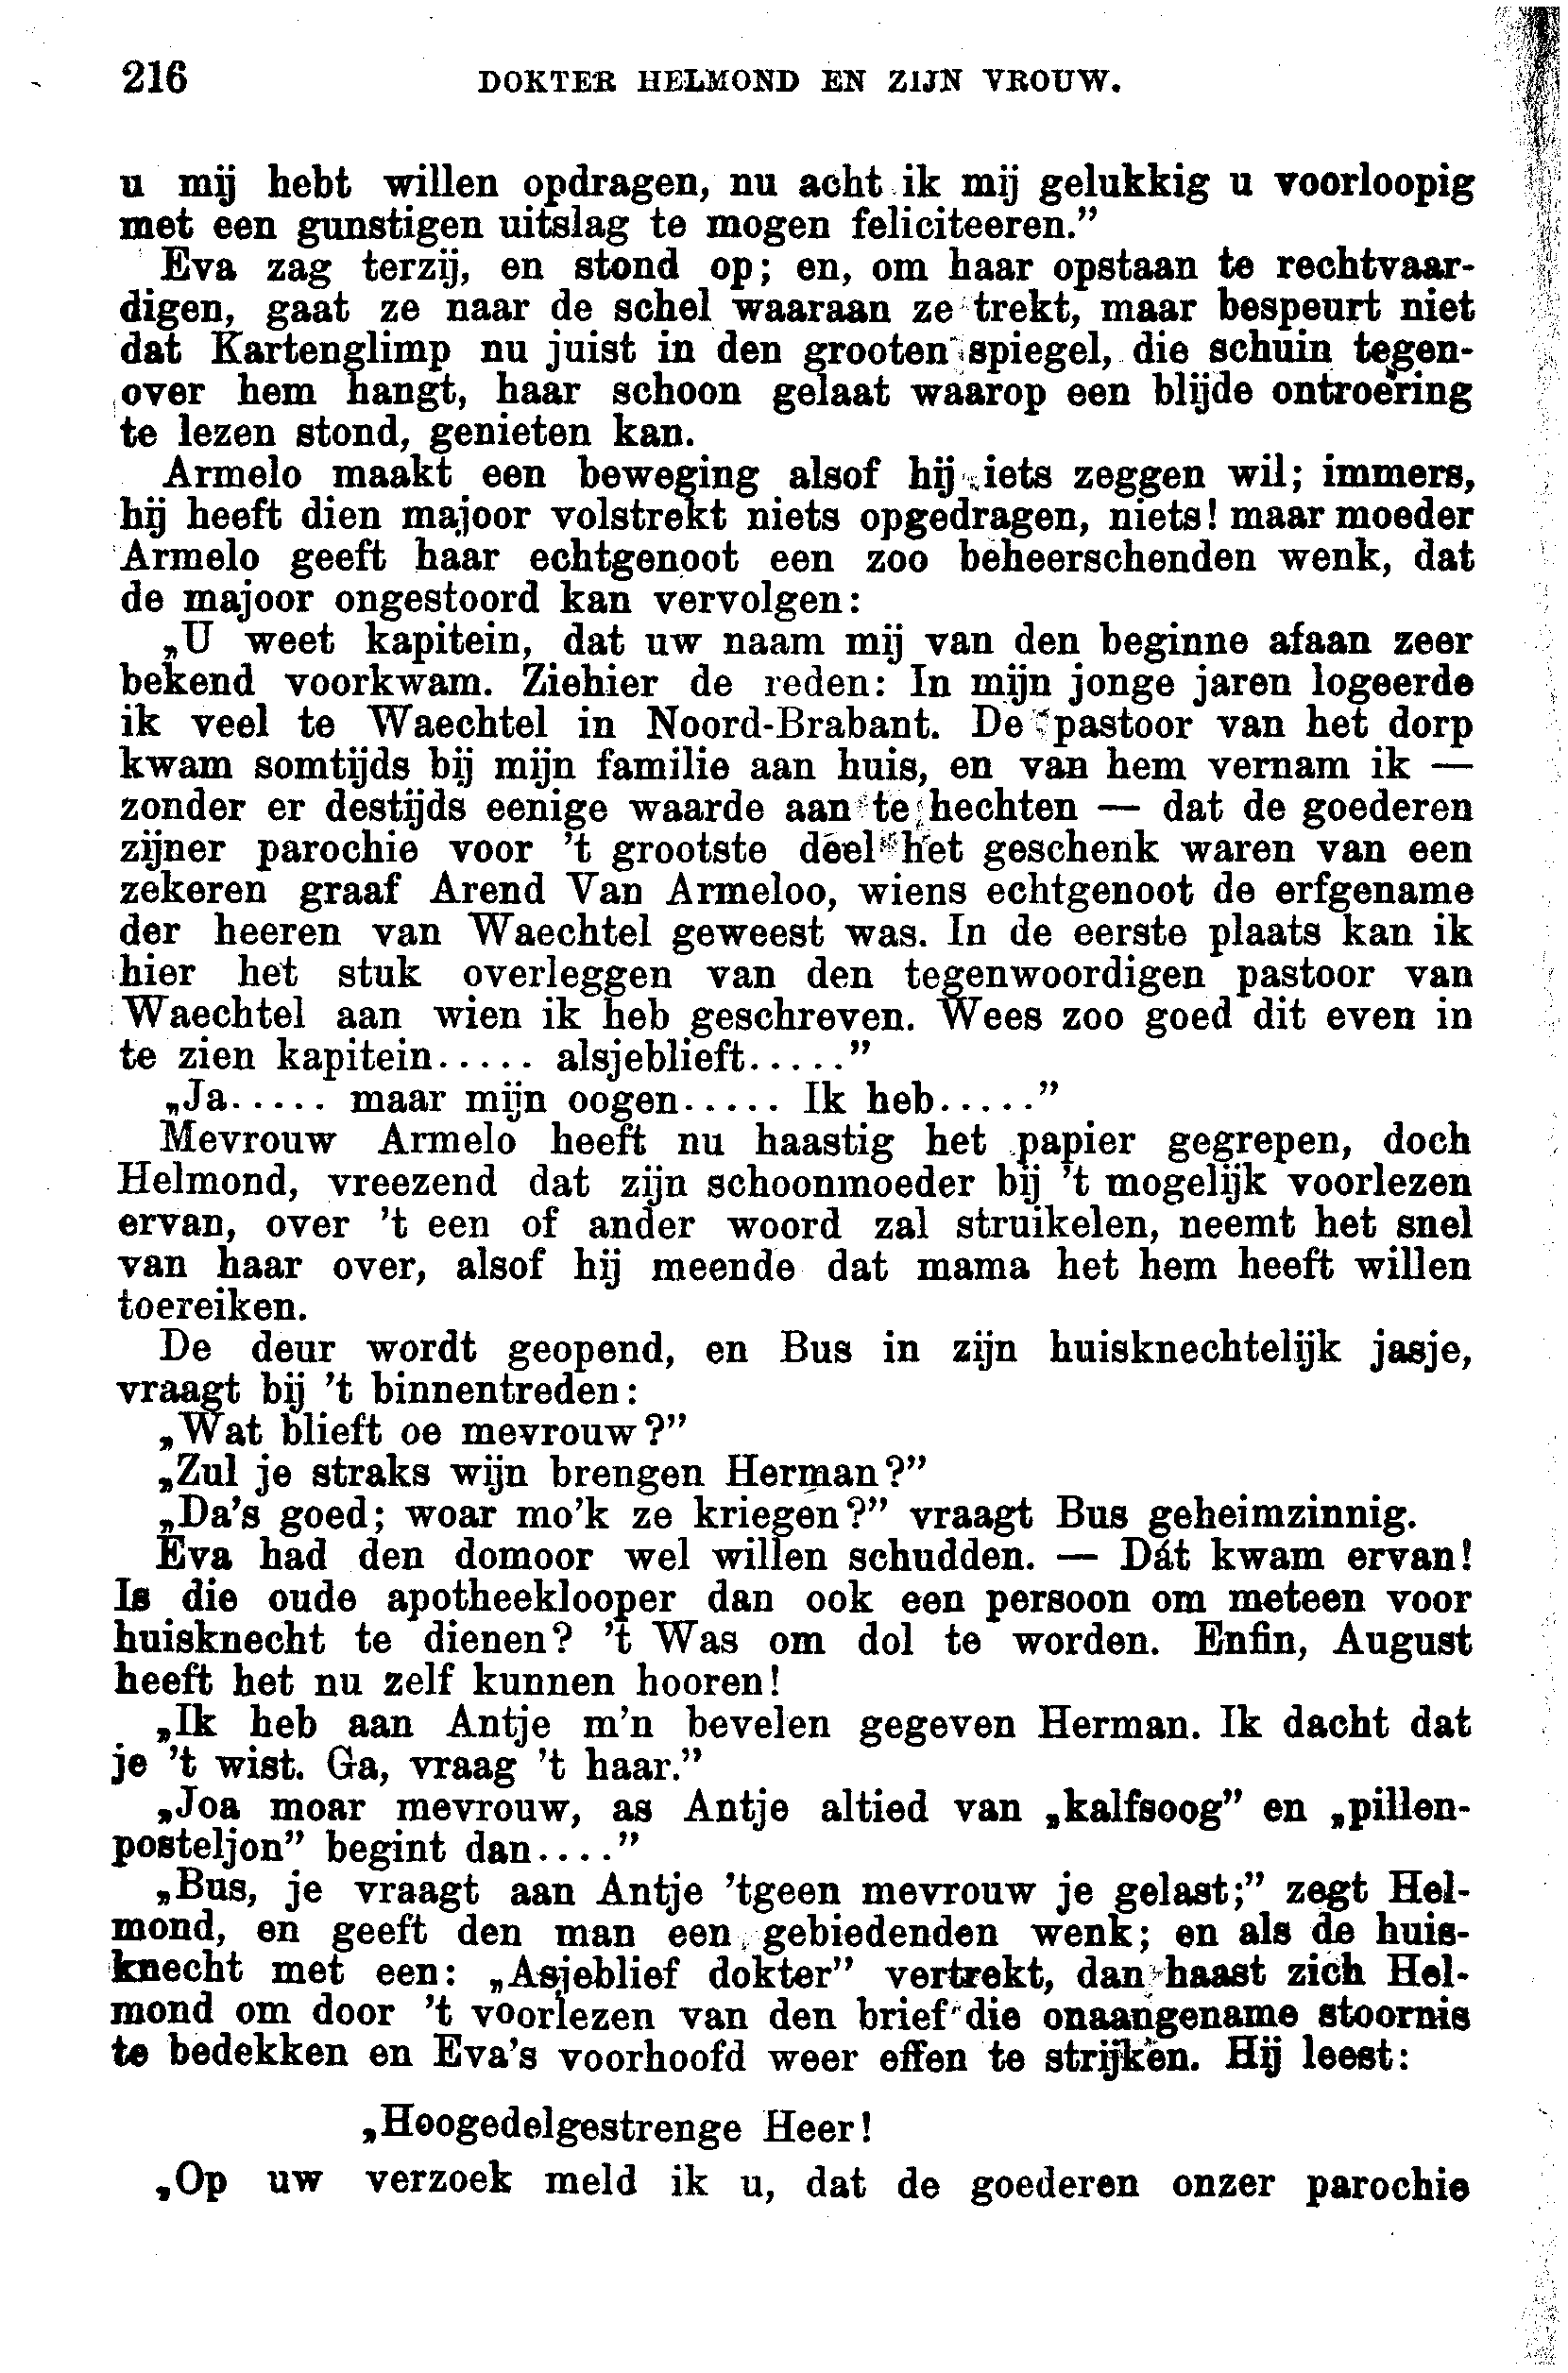 216 DOKTER HELMOND EN ZIJN VROUW.
u mij hebt willen opdragen, nu acht ik mij gelukkig u voorloopig
met een gunstigen uitslag te mogen feliciteeren.”
Eva zag terzij, en stond op; en, om haar opstaan te rechtvaar-
digen, gaat ze naar de schel waaraan ze trekt, maar bespeurt niet
dat Kartenglimp nu juist in den grooten spiegel, die schuin tegen-
over hem hangt, haar schoon gelaat waarop een blijde ontroering
te lezen stond, genieten kan.
Armelo maakt een beweging alsof hij iets zeggen wil; immers,
hij heeft dien majoor volstrekt niets opgedragen, niets! maar moeder
Armelo geeft haar echtgenoot een zoo beheerschenden wenk, dat
de majoor ongestoord kan vervolgen:
„U weet kapitein, dat uw naam mij van den beginne afaan zeer
bekend voorkwam. Ziehier de reden: In mijn jonge jaren logeerde
ik veel te Waechtel in Noord-Brabant. De pastoor van het dorp
kwam somtijds bij mijn familie aan huis, en van hem vernam ik —
zonder er destijds eenige waarde aan te hechten — dat de goederen
zijner parochie voor ’t grootste deel het geschenk waren van een
zekeren graaf Arend Van Armeloo, wiens echtgenoot de erfgename
der heeren van Waechtel geweest was. In de eerste plaats kan ik
hier het stuk overleggen van den tegenwoordigen pastoor van
Waechtel aan wien ik heb geschreven. Wees zoo goed dit even in
te zien kapitein..... alsjeblieft.....”
„Ja..... maar mijn oogen..... Ik heb.....”
Mevrouw Armelo heeft nu haastig het papier gegrepen, doch
Helmond, vreezend dat zijn schoonmoeder bij ’t mogelijk voorlezen
ervan, over ’t een of ander woord zal struikelen, neemt het snel
van haar over, alsof hij meende dat mama het hem heeft willen
toereiken.
De deur wordt geopend, en Bus in zijn huisknechtelijk jasje,
vraagt bij ’t binnentreden:
„Wat blieft oe mevrouw?”
„Zul je straks wijn brengen Herman?”
„Da’s goed; woar mo’k ze kriegen?” vraagt Bus geheimzinnig.
Eva had den domoor wel willen schudden. — Dát kwam ervan!
Is die oude apotheeklooper dan ook een persoon om meteen voor
huisknecht te dienen? ’t Was om dol te worden. Enfin, August
heeft het nu zelf kunnen hooren!
„Ik heb aan Antje m’n bevelen gegeven Herman. Ik dacht dat
je ’t wist. Ga, vraag ’t haar.”
„Joa moar mevrouw, as Antje altied van „kalfsoog” en „pillen-
posteljon” begint dan....”
„Bus, je vraagt aan Antje ’tgeen mevrouw je gelast;” zegt Hel-
mond, en geeft den man een gebiedenden wenk; en als de huis-
knecht met een: „Asjeblief dokter” vertrekt, dan haast zich Hel-
mond om door ’t voorlezen van den brief die onaangename stoornis
te bedekken en Eva’s voorhoofd weer effen te strijken. Hij leest:
„Hoogedelgestrenge Heer!
„Op uw verzoek meld ik u, dat de goederen onzer parochie